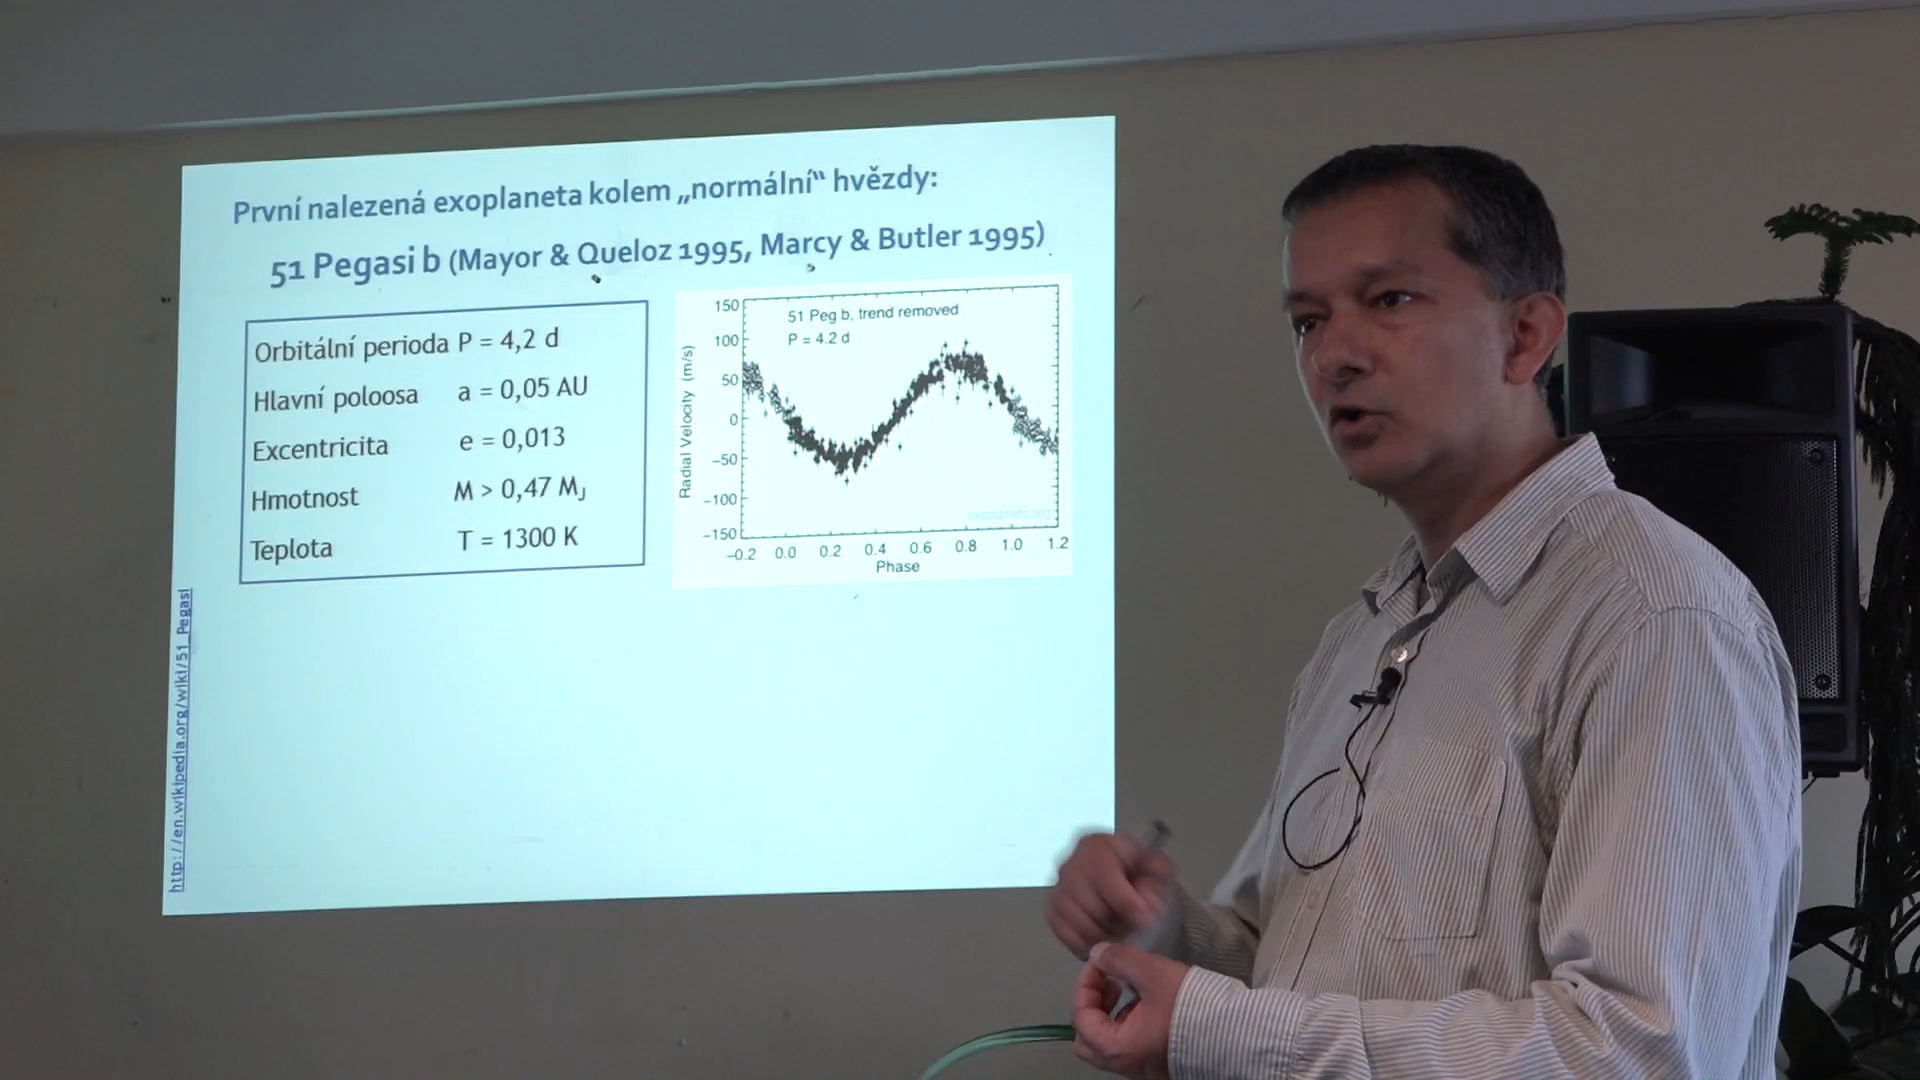 První nalezená exoplaneta kolem „normální“ hvězdy:
51 Pegasi b (Mayor & Queloz 1995, Marcy & Butler 1995)
Orbitální perioda P = 4,2 d
Hlavní poloosa a = 0,05 AU
Excentricita e = 0,013
Hmotnost M > 0,47 MJ
Teplota T = 1300 K
51 Peg b, trend removed
P = 4.2 d
Radial Velocity (m/s)
150
100
50
0
−50
−100
−150
exoplanets.org
−0.2 0.0 0.2 0.4 0.6 0.8 1.0 1.2
Phase
http://en.wikipedia.org/wiki/51_Pegasi